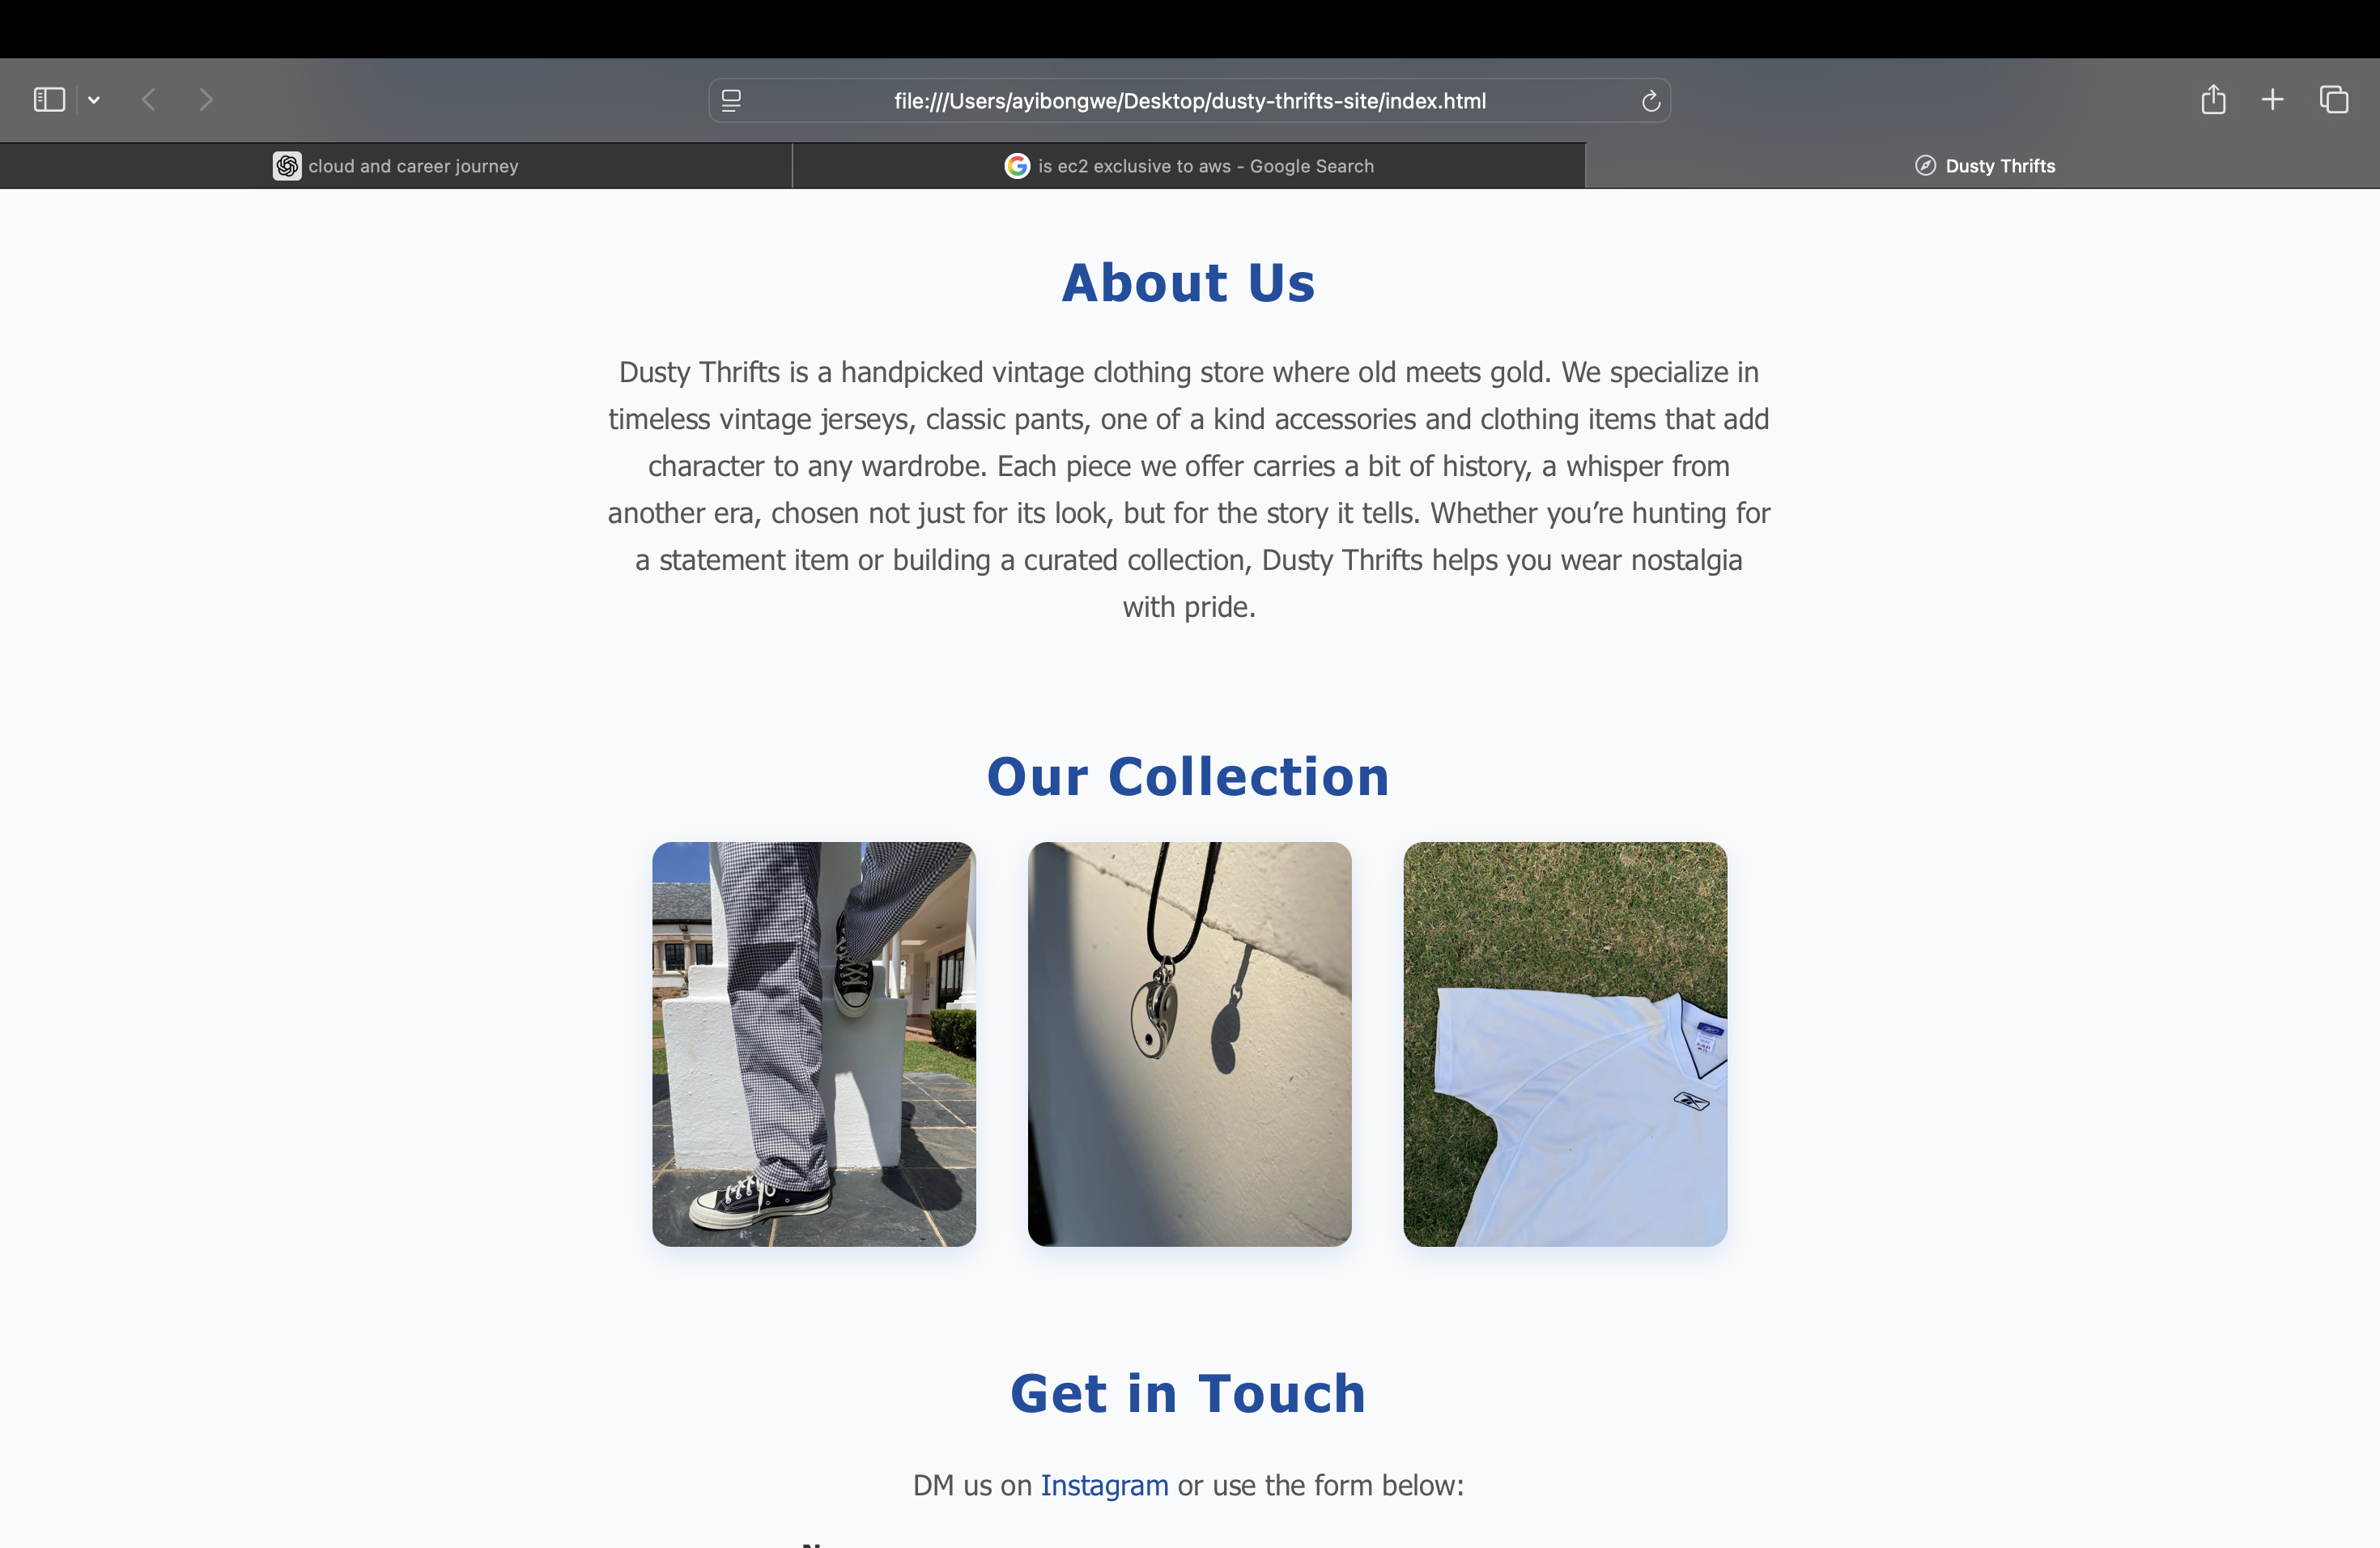 file:///Users/ayibongwe/Desktop/dusty-thrifts-site/index.html
cloud and career journey
is ec2 exclusive to aws - Google Search
Dusty Thrifts
About Us
Dusty Thrifts is a handpicked vintage clothing store where old meets gold. We specialize in
timeless vintage jerseys, classic pants, one of a kind accessories and clothing items that add
character to any wardrobe. Each piece we offer carries a bit of history, a whisper from
another era, chosen not just for its look, but for the story it tells. Whether you’re hunting for
a statement item or building a curated collection, Dusty Thrifts helps you wear nostalgia
with pride.
Our Collection
Get in Touch
DM us on Instagram or use the form below: